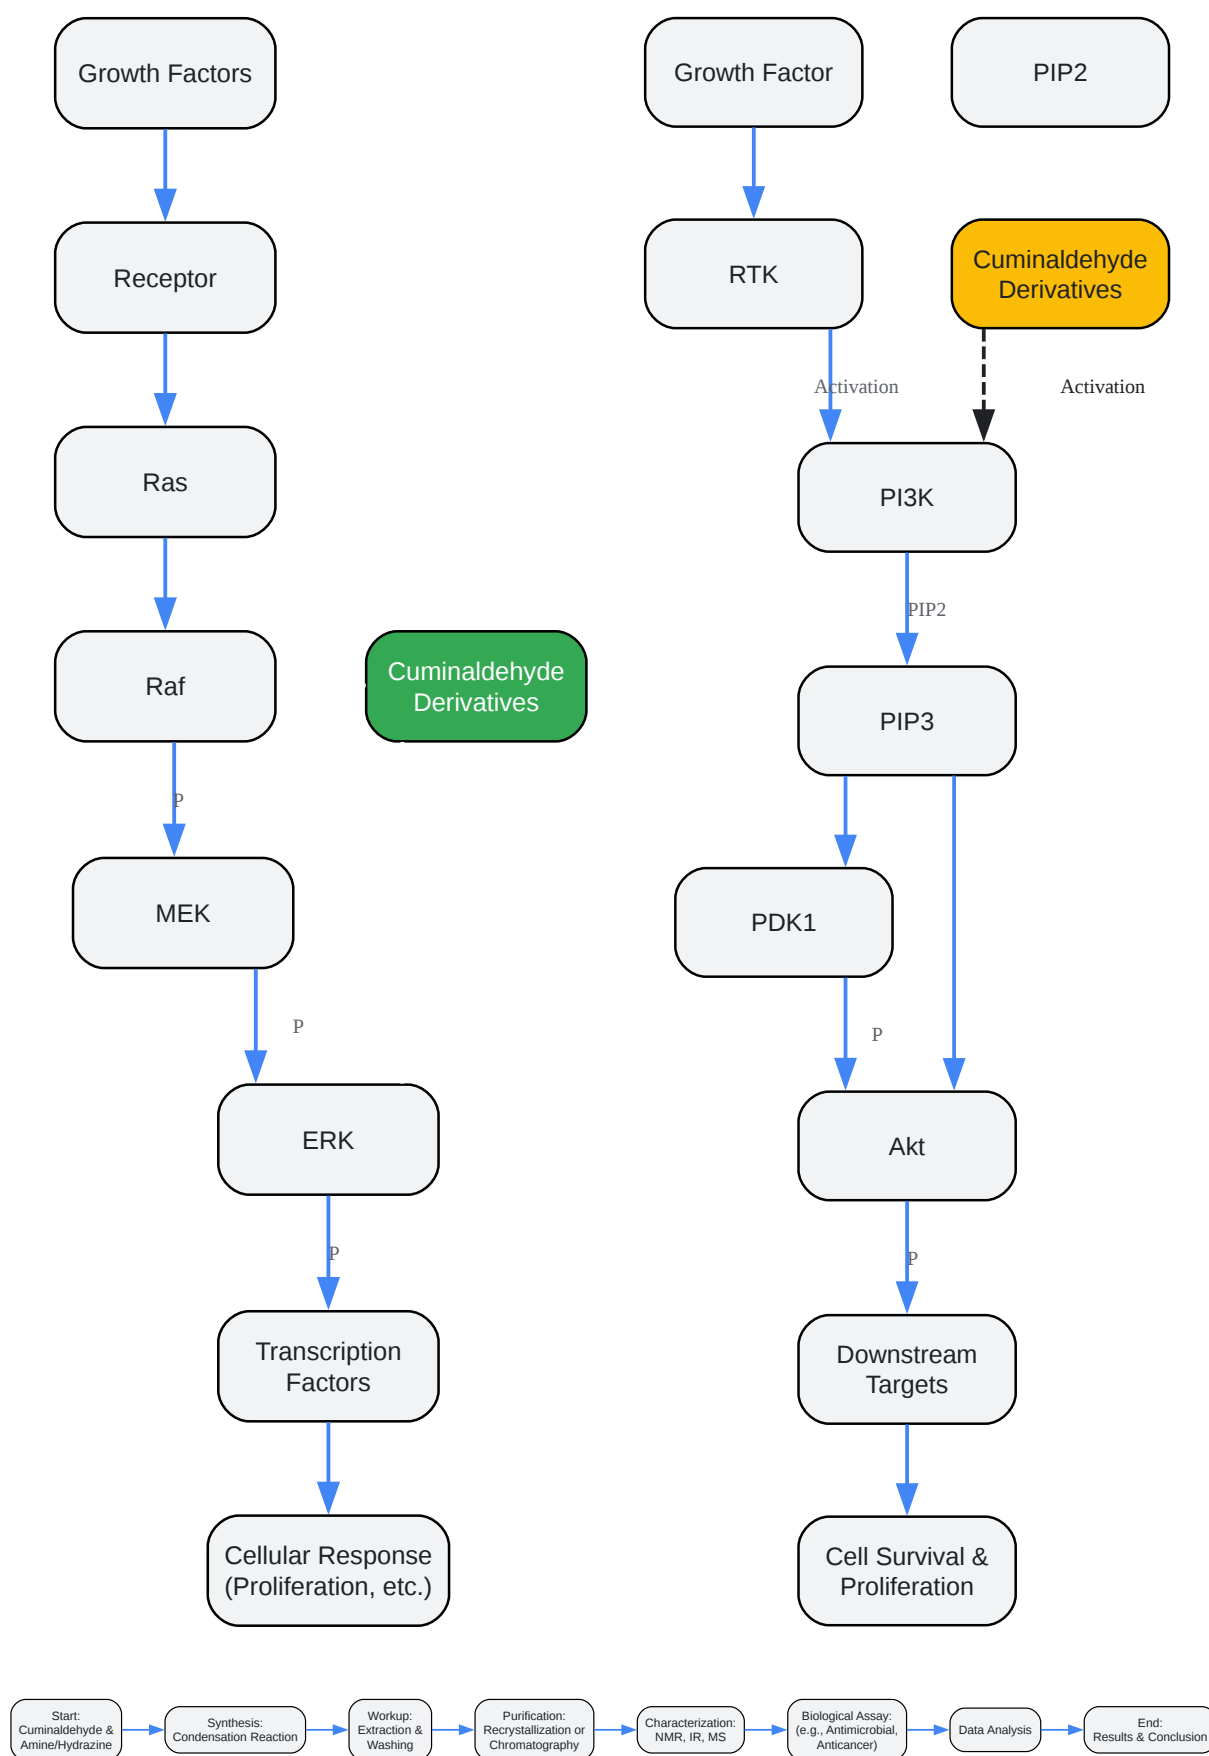 Growth Factors
Receptor
Ras
Raf
Cuminaldehyde
Derivatives
P
MEK
P
ERK
P
Transcription
Factors
Cellular Response
(Proliferation, etc.)
Growth Factor
PIP2
RTK
Cuminaldehyde
Derivatives
Activation
Activation
PI3K
PIP2
PIP3
PDK1
P
Akt
P
Downstream
Targets
Cell Survival &
Proliferation
Start:
Cuminaldehyde &
Amine/Hydrazine
Synthesis:
Condensation Reaction
Workup:
Extraction &
Washing
Purification:
Recrystallization or
Chromatography
Characterization:
NMR, IR, MS
Biological Assay:
(e.g., Antimicrobial,
Anticancer)
Data Analysis
End:
Results & Conclusion